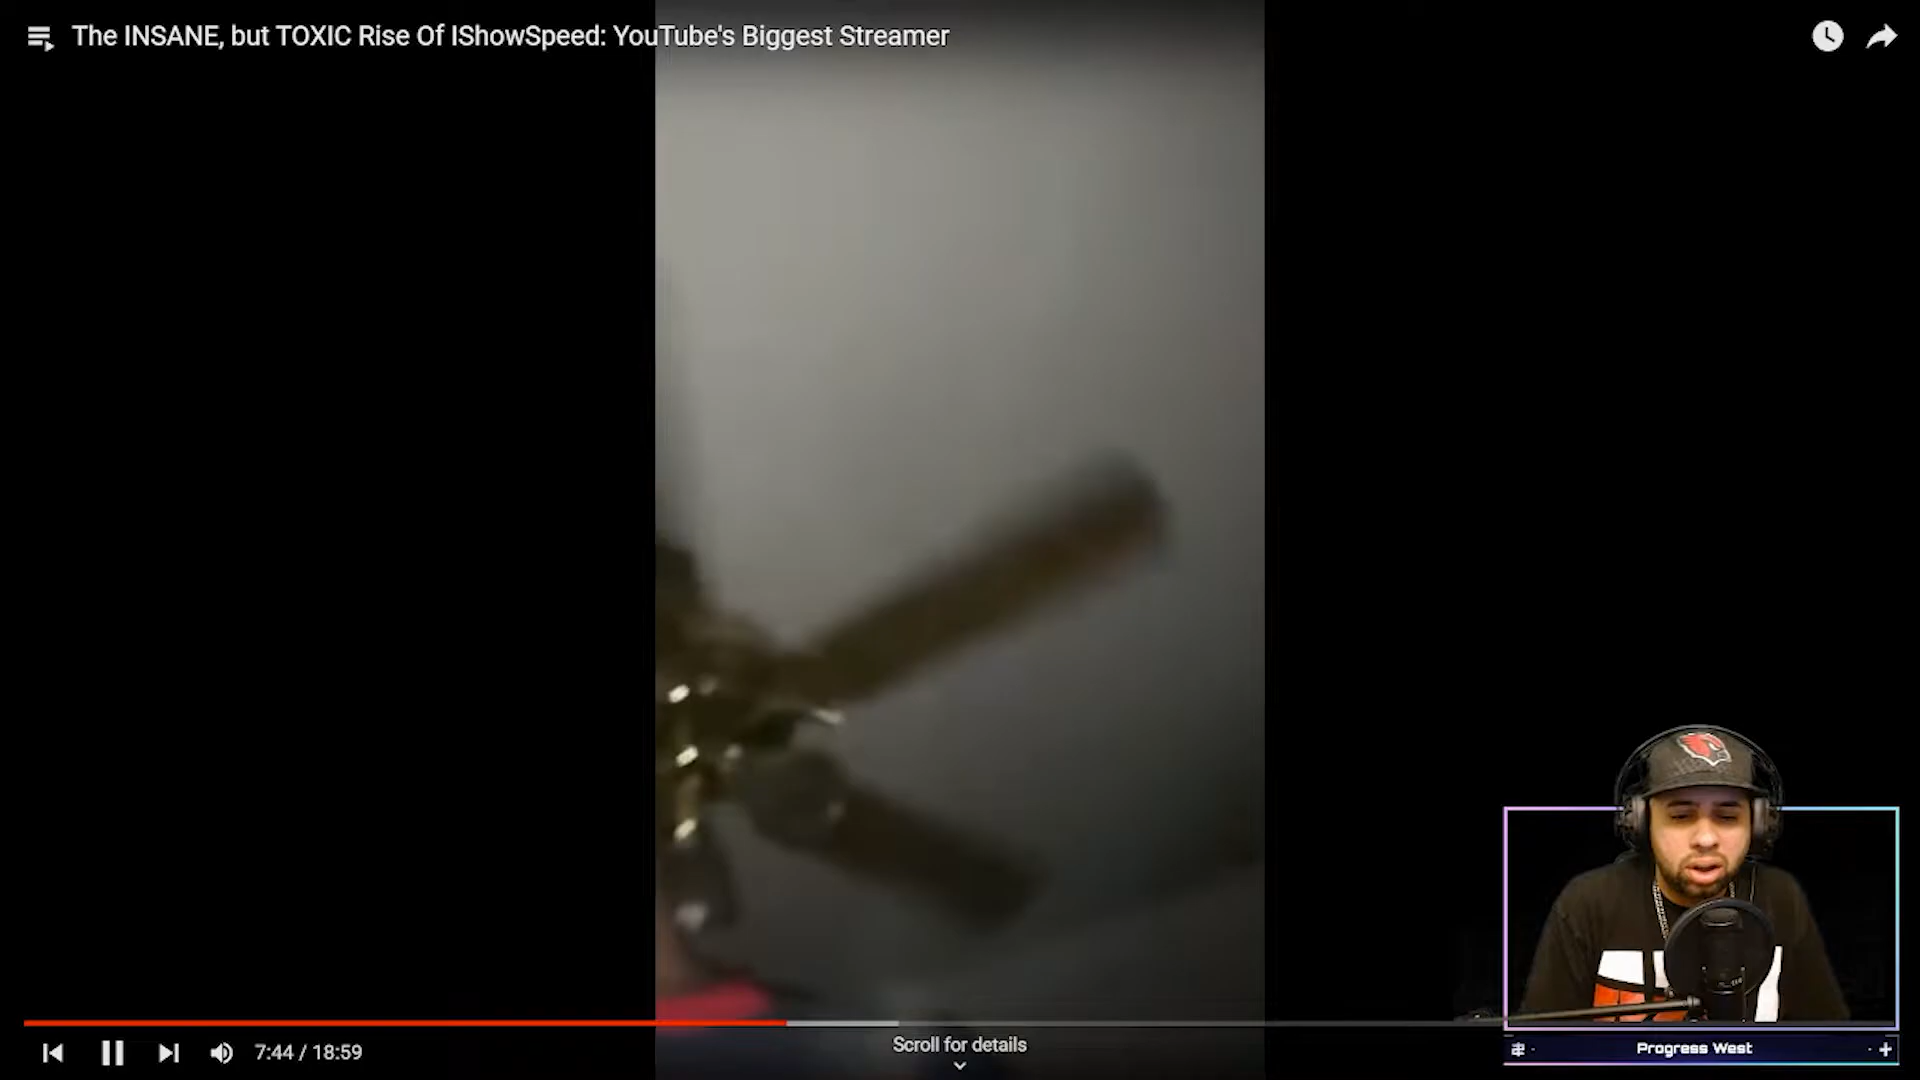 The INSANE, but TOXIC Rise Of IShowSpeed: YouTube's Biggest Streamer
7:44 / 18:59
Scroll for details
Progress West